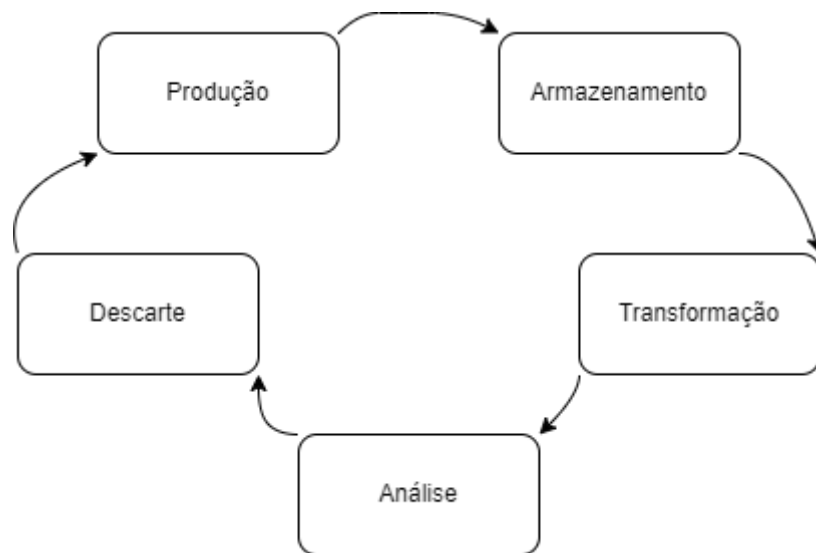 Produção
Armazenamento
Transformação
Análise
Descarte